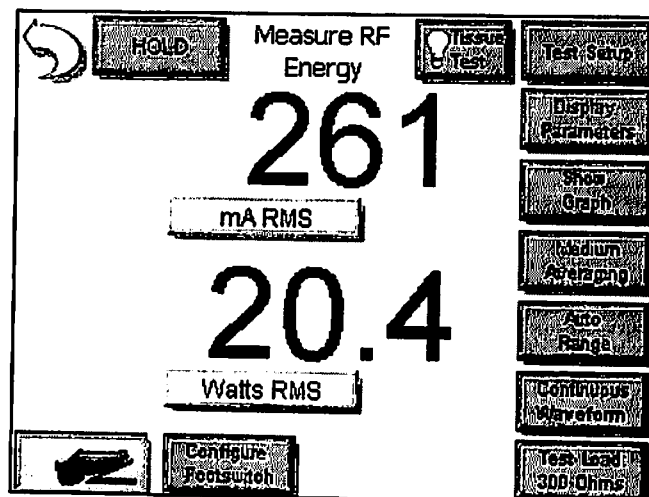 HOLD
Measure RF
Energy
Tissue
Test
Test Setup
261
Display
Parameters
mA RMS
Show
Graph
Medium
Averaging
20.4
Auto
Range
Watts RMS
Continuous
Waveform
Configure
Footswitch
Test Load
300 Ohms